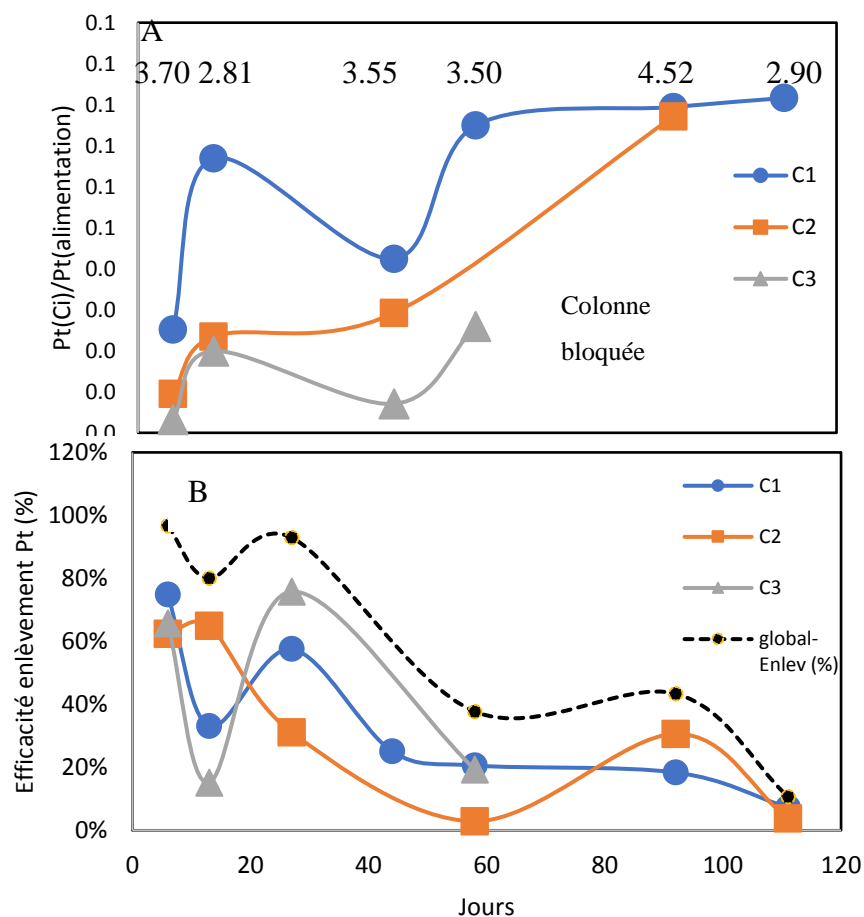 A
0.1
0.1
0.1
0.1
0.1
0.1
0.0
0.0
0.0
0.0
0.0
Pt(Ci)/Pt(alimentation)
3.70 2.81 3.55 3.50 4.52 2.90
C1
C2
C3
Colonne
bloquée
B
120%
100%
80%
60%
40%
20%
0%
Efficacité enlèvement Pt (%)
C1
C2
C3
global-
Enlev (%)
0 20 40 60 80 100 120
Jours